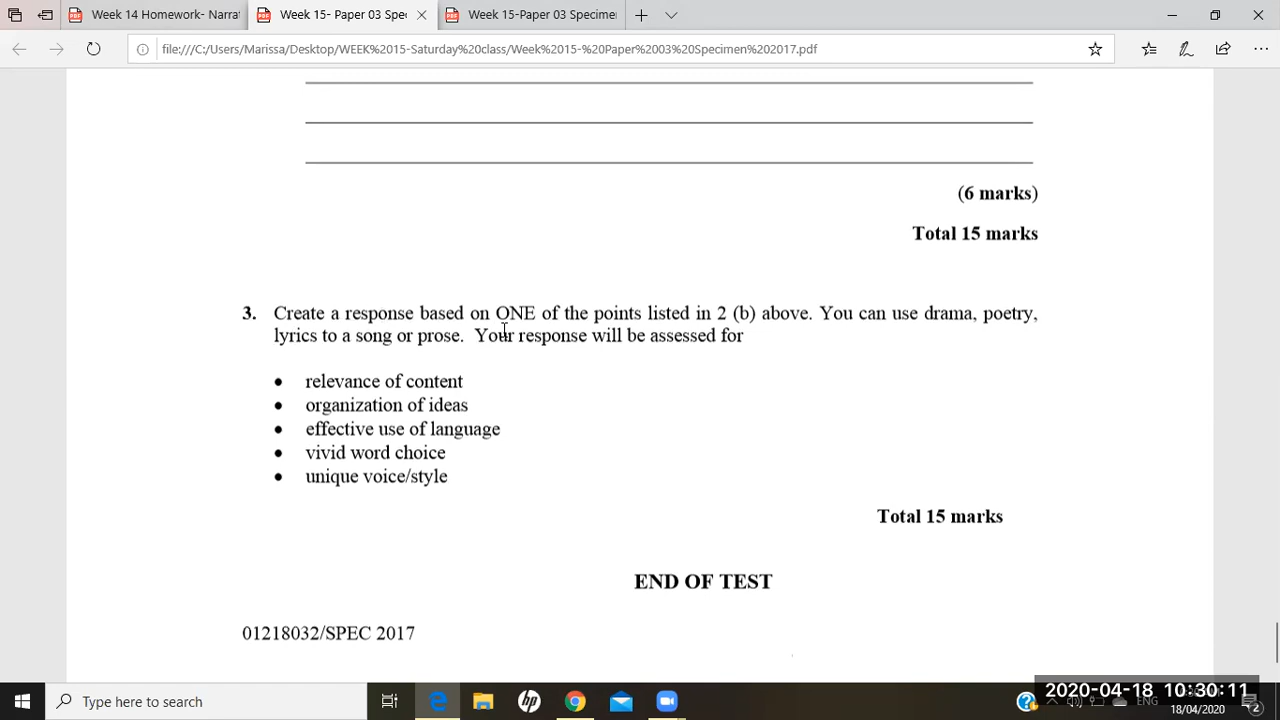 Week 14 Homework- Narrat
Week 15- Paper 03 Spec
Week 15-Paper 03 Specimen
file:///C:/Users/Marissa/Desktop/WEEK%2015-Saturday%20class/Week%2015-%20Paper%2003%20Specimen%202017.pdf
(6 marks)
Total 15 marks
3. Create a response based on ONE of the points listed in 2 (b) above. You can use drama, poetry,
lyrics to a song or prose. Your response will be assessed for
• relevance of content
• organization of ideas
• effective use of language
• vivid word choice
• unique voice/style
Total 15 marks
END OF TEST
01218032/SPEC 2017
Type here to search
2020-04-18 10:30:11
ENG
18/04/2020
2